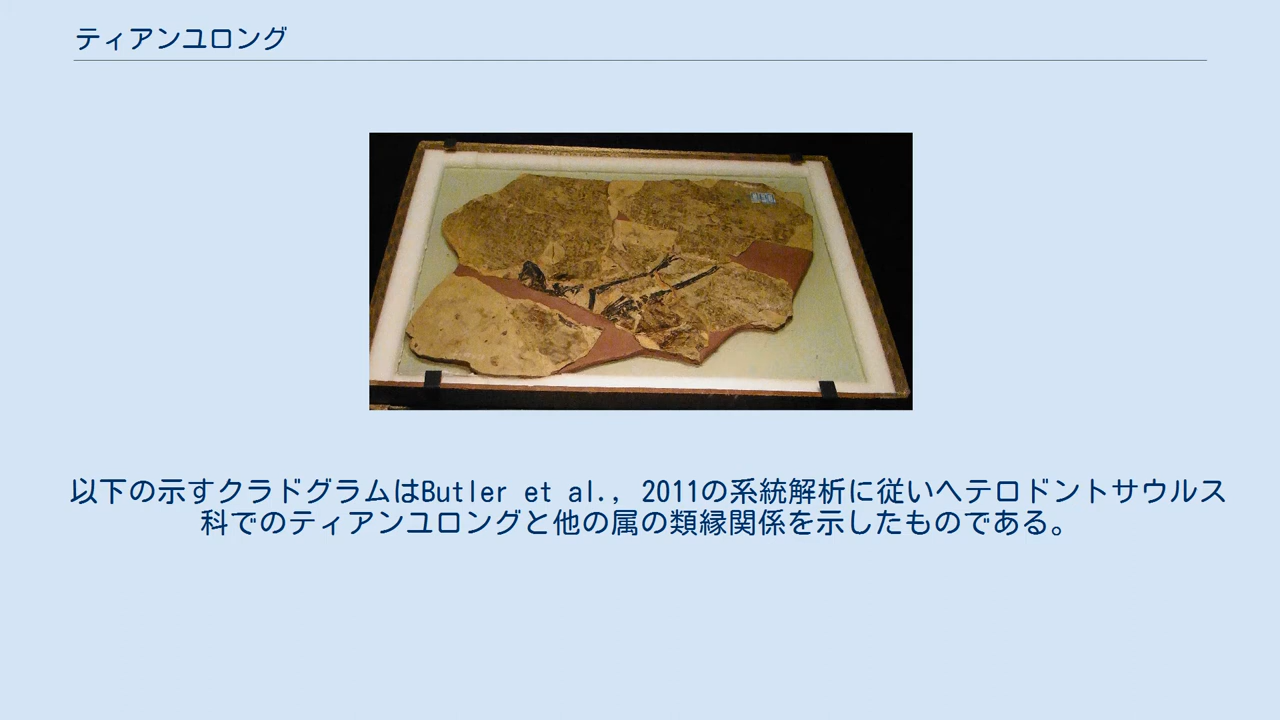 ティアンユロング
以下の示すクラドグラムはButler et al., 2011の系統解析に従いヘテロドントサウルス
科でのティアンユロングと他の属の類縁関係を示したものである。